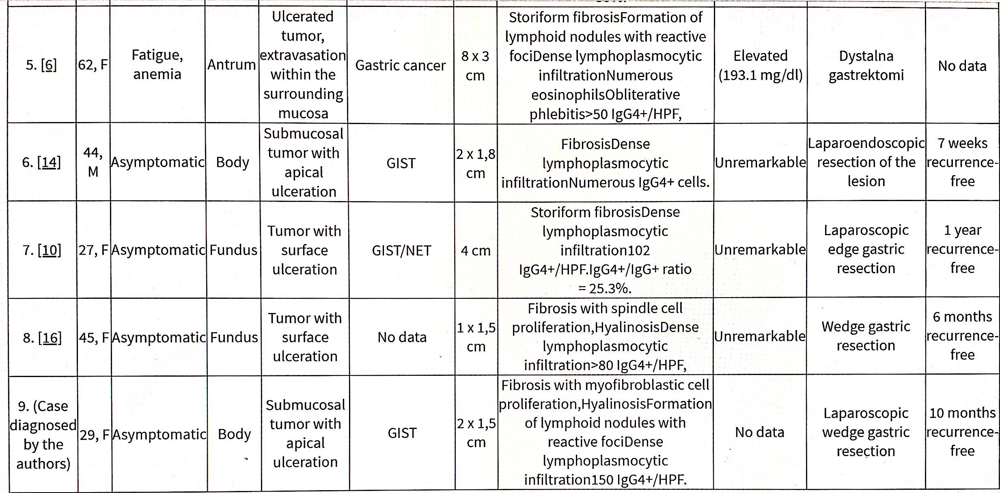 5. [6]
62, F
Fatigue,
anemia
Antrum
Ulcerated
tumor,
extravasation
within the
surrounding
mucosa
Gastric cancer
8 x 3
cm
Storiform fibrosisFormation of
lymphoid nodules with reactive
fociDense lymphoplasmocytic
infiltrationNumerous
eosinophilsObliterative
phlebitis>50 IgG4+/HPF,
Elevated
(193.1 mg/dl)
Dystalna
gastrektomi
No data
6. [14]
44,
M
Asymptomatic
Body
Submucosal
tumor with
apical
ulceration
GIST
2 x 1,8
cm
FibrosisDense
lymphoplasmocytic
infiltrationNumerous IgG4+ cells.
Unremarkable
Laparoendoscopic
resection of the
lesion
7 weeks
recurrence-
free
7. [10]
27, F
Asymptomatic
Fundus
Tumor with
surface
ulceration
GIST/NET
4 cm
Storiform fibrosisDense
lymphoplasmocytic
infiltration102
IgG4+/HPF.IgG4+/IgG+ ratio
= 25.3%.
Unremarkable
Laparoscopic
edge gastric
resection
1 year
recurrence-
free
8. [16]
45, F
Asymptomatic
Fundus
Tumor with
surface
ulceration
No data
1 x 1,5
cm
Fibrosis with spindle cell
proliferation,HyalinosisDense
lymphoplasmocytic
infiltration>80 IgG4+/HPF,
Unremarkable
Wedge gastric
resection
6 months
recurrence-
free
9. (Case
diagnosed
by the
authors)
29, F
Asymptomatic
Body
Submucosal
tumor with
apical
ulceration
GIST
2 x 1,5
cm
Fibrosis with myofibroblastic cell
proliferation,HyalinosisFormation
of lymphoid nodules with
reactive fociDense
lymphoplasmocytic
infiltration150 IgG4+/HPF.
No data
Laparoscopic
wedge gastric
resection
10 months
recurrence-
free